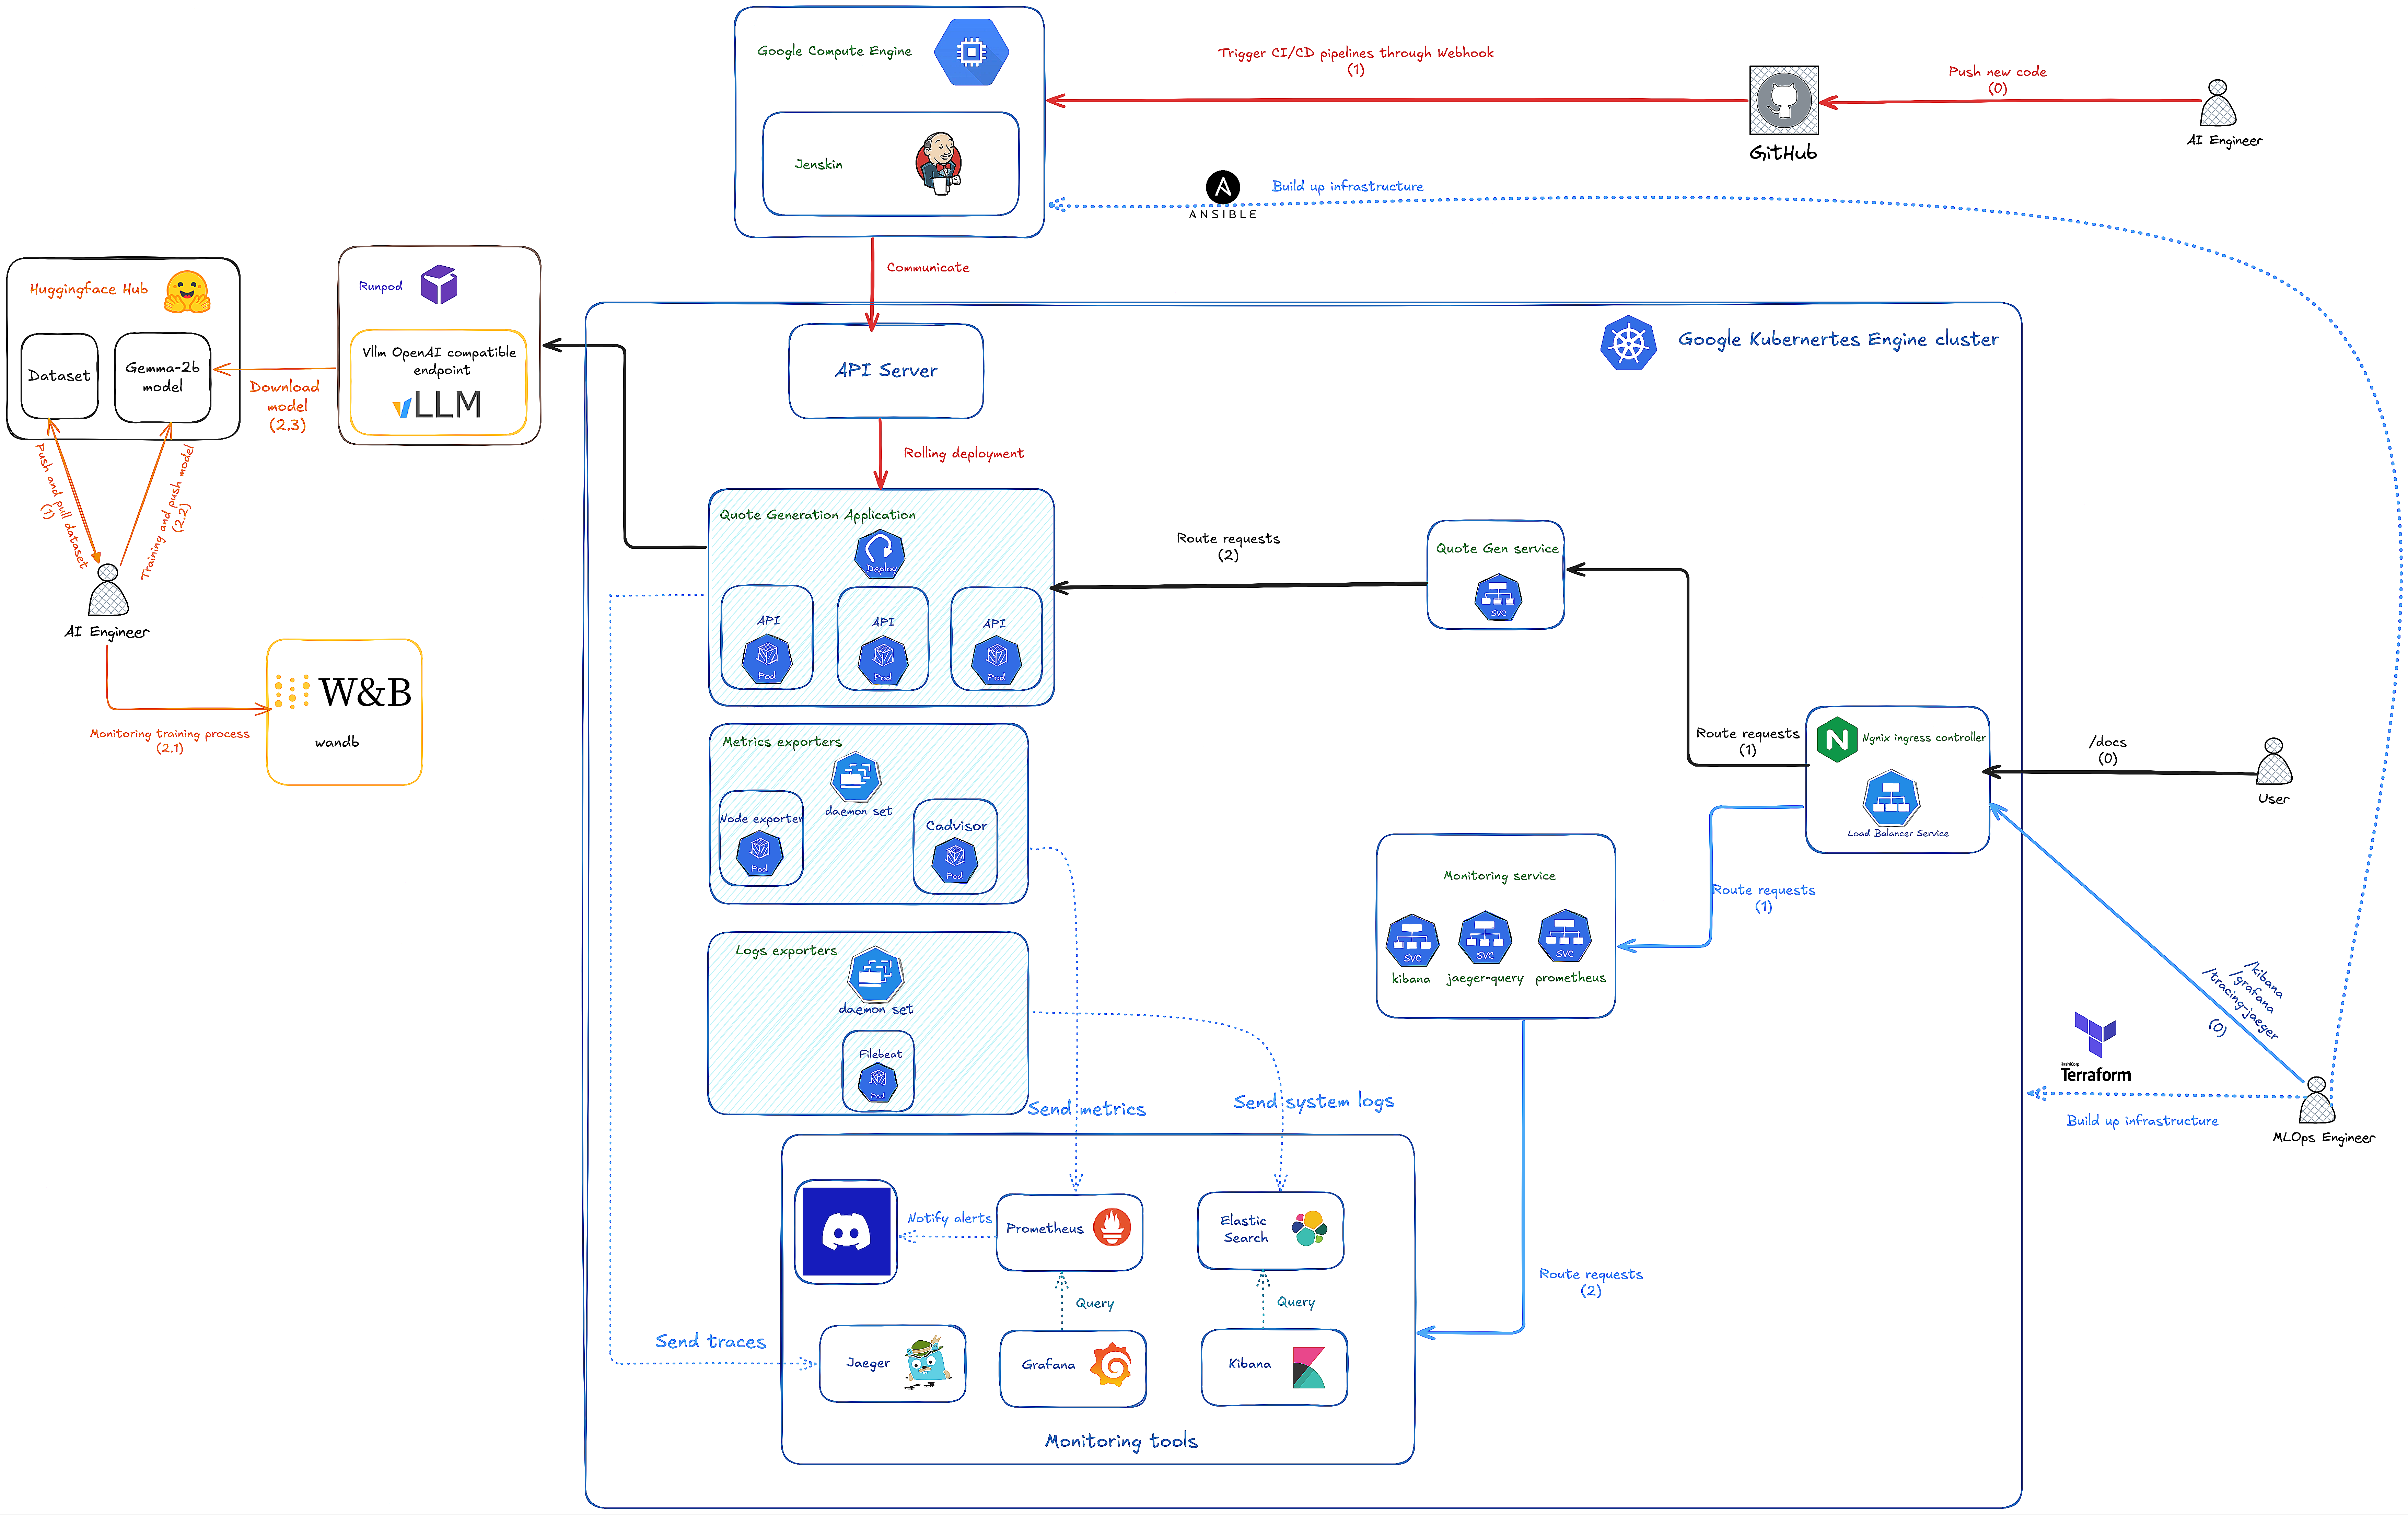 Google Compute Engine
Jenskin
Trigger CI/CD pipelines through Webhook
(1)
GitHub
Push new code
(0)
AI Engineer
ANSIBLE
Build up infrastructure
Communicate
Huggingface Hub
Dataset
Gemma-2b
model
Download
model
(2.3)
Runpod
Vllm OpenAI compatible
endpoint
vLLM
Push and pull dataset
(1)
Training and push model
(2.2)
AI Engineer
Monitoring training process
(2.1)
W&B
wandb
Google Kubernertes Engine cluster
API Server
Rolling deployment
Quote Generation Application
Deploy
API
Pod
API
Pod
API
Pod
Route requests
(2)
Quote Gen service
SVC
Route requests
(1)
Ngnix ingress controller
Load Balancer Service
/docs
(0)
User
Metrics exporters
daemon set
Node exporter
Pod
Cadvisor
Pod
Logs exporters
daemon set
Filebeat
Pod
Monitoring service
SVC
kibana
SVC
jaeger-query
SVC
prometheus
Route requests
(1)
/kibana
/grafana
/tracing-jaeger
(0)
HashiCorp
Terraform
Build up infrastructure
MLOps Engineer
Send metrics
Send system logs
Notify alerts
Prometheus
Elastic
Search
Query
Query
Route requests
(2)
Send traces
Jaeger
Grafana
Kibana
Monitoring tools